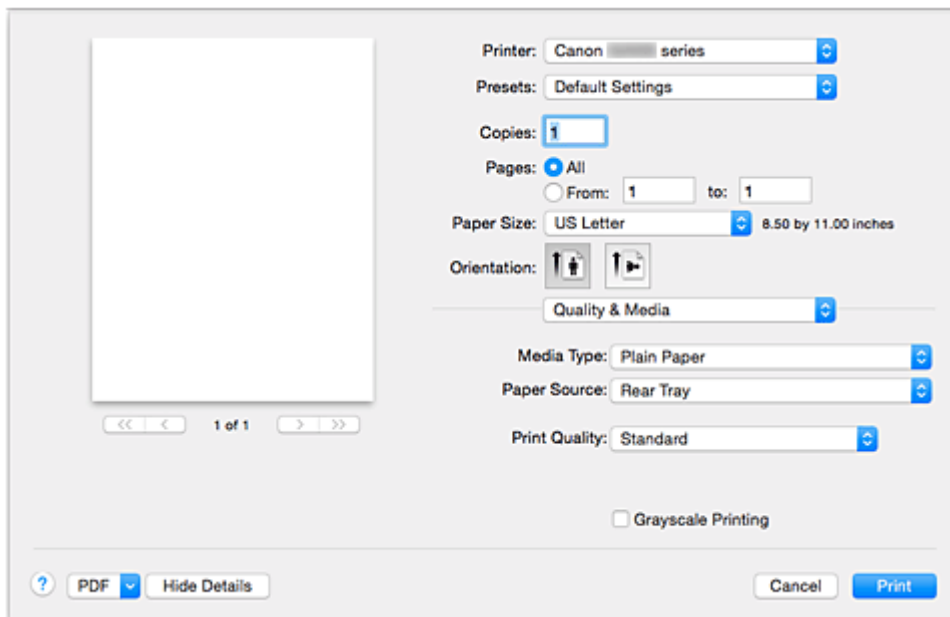 Printer: Canon series
Presets: Default Settings
Copies: 1
Pages: All
From: 1 to: 1
Paper Size: US Letter 8.50 by 11.00 inches
Orientation:
Quality & Media
Media Type: Plain Paper
Paper Source: Rear Tray
1 of 1
Print Quality: Standard
Grayscale Printing
? PDF Hide Details Cancel Print